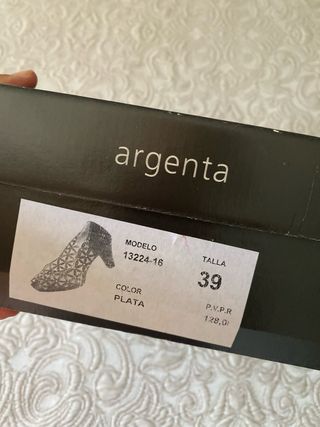 argenta
MODELO
13224-16
TALLA
39
COLOR
PLATA
P.V.P.R